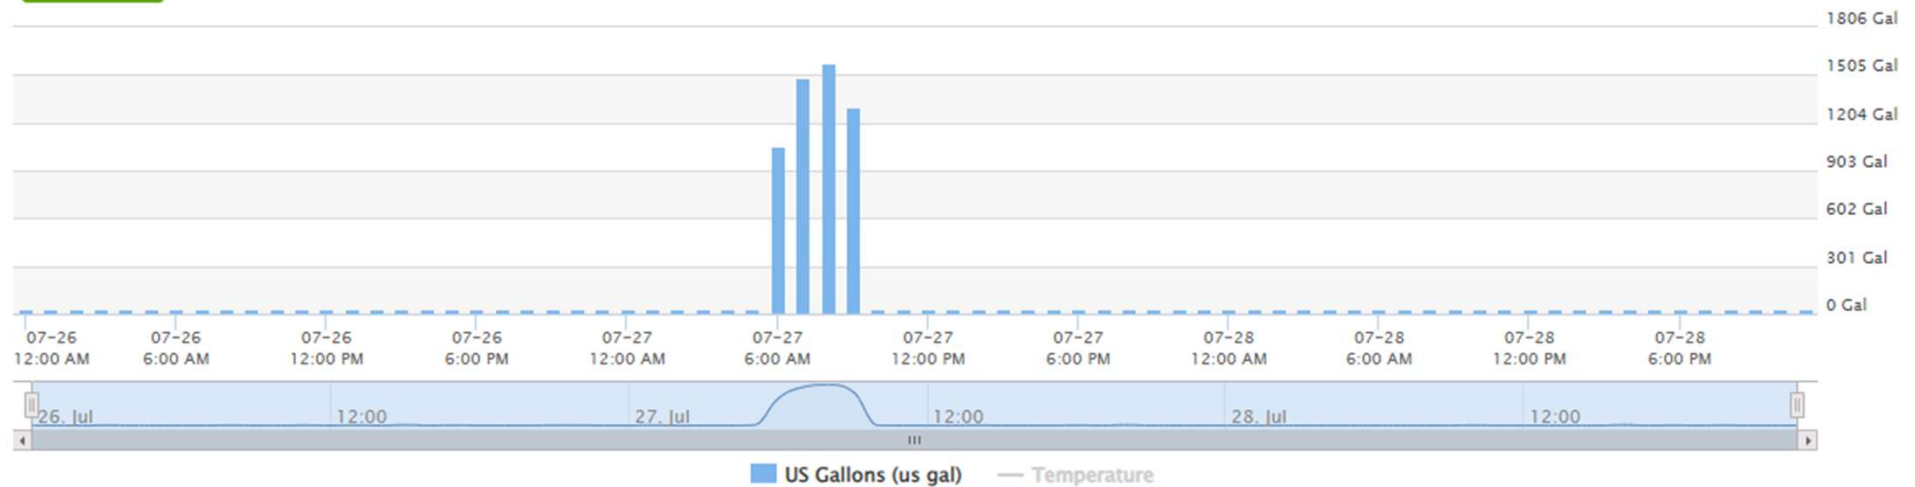 1806 Gal
1505 Gal
1204 Gal
903 Gal
602 Gal
301 Gal
0 Gal
07-26 07-26 07-26 07-26 07-27 07-27 07-27 07-27 07-28 07-28 07-28 07-28
12:00 AM 6:00 AM 12:00 PM 6:00 PM 12:00 AM 6:00 AM 12:00 PM 6:00 PM 12:00 AM 6:00 AM 12:00 PM 6:00 PM
26. Jul 12:00 27. Jul 12:00 28. Jul 12:00
US Gallons (us gal) Temperature